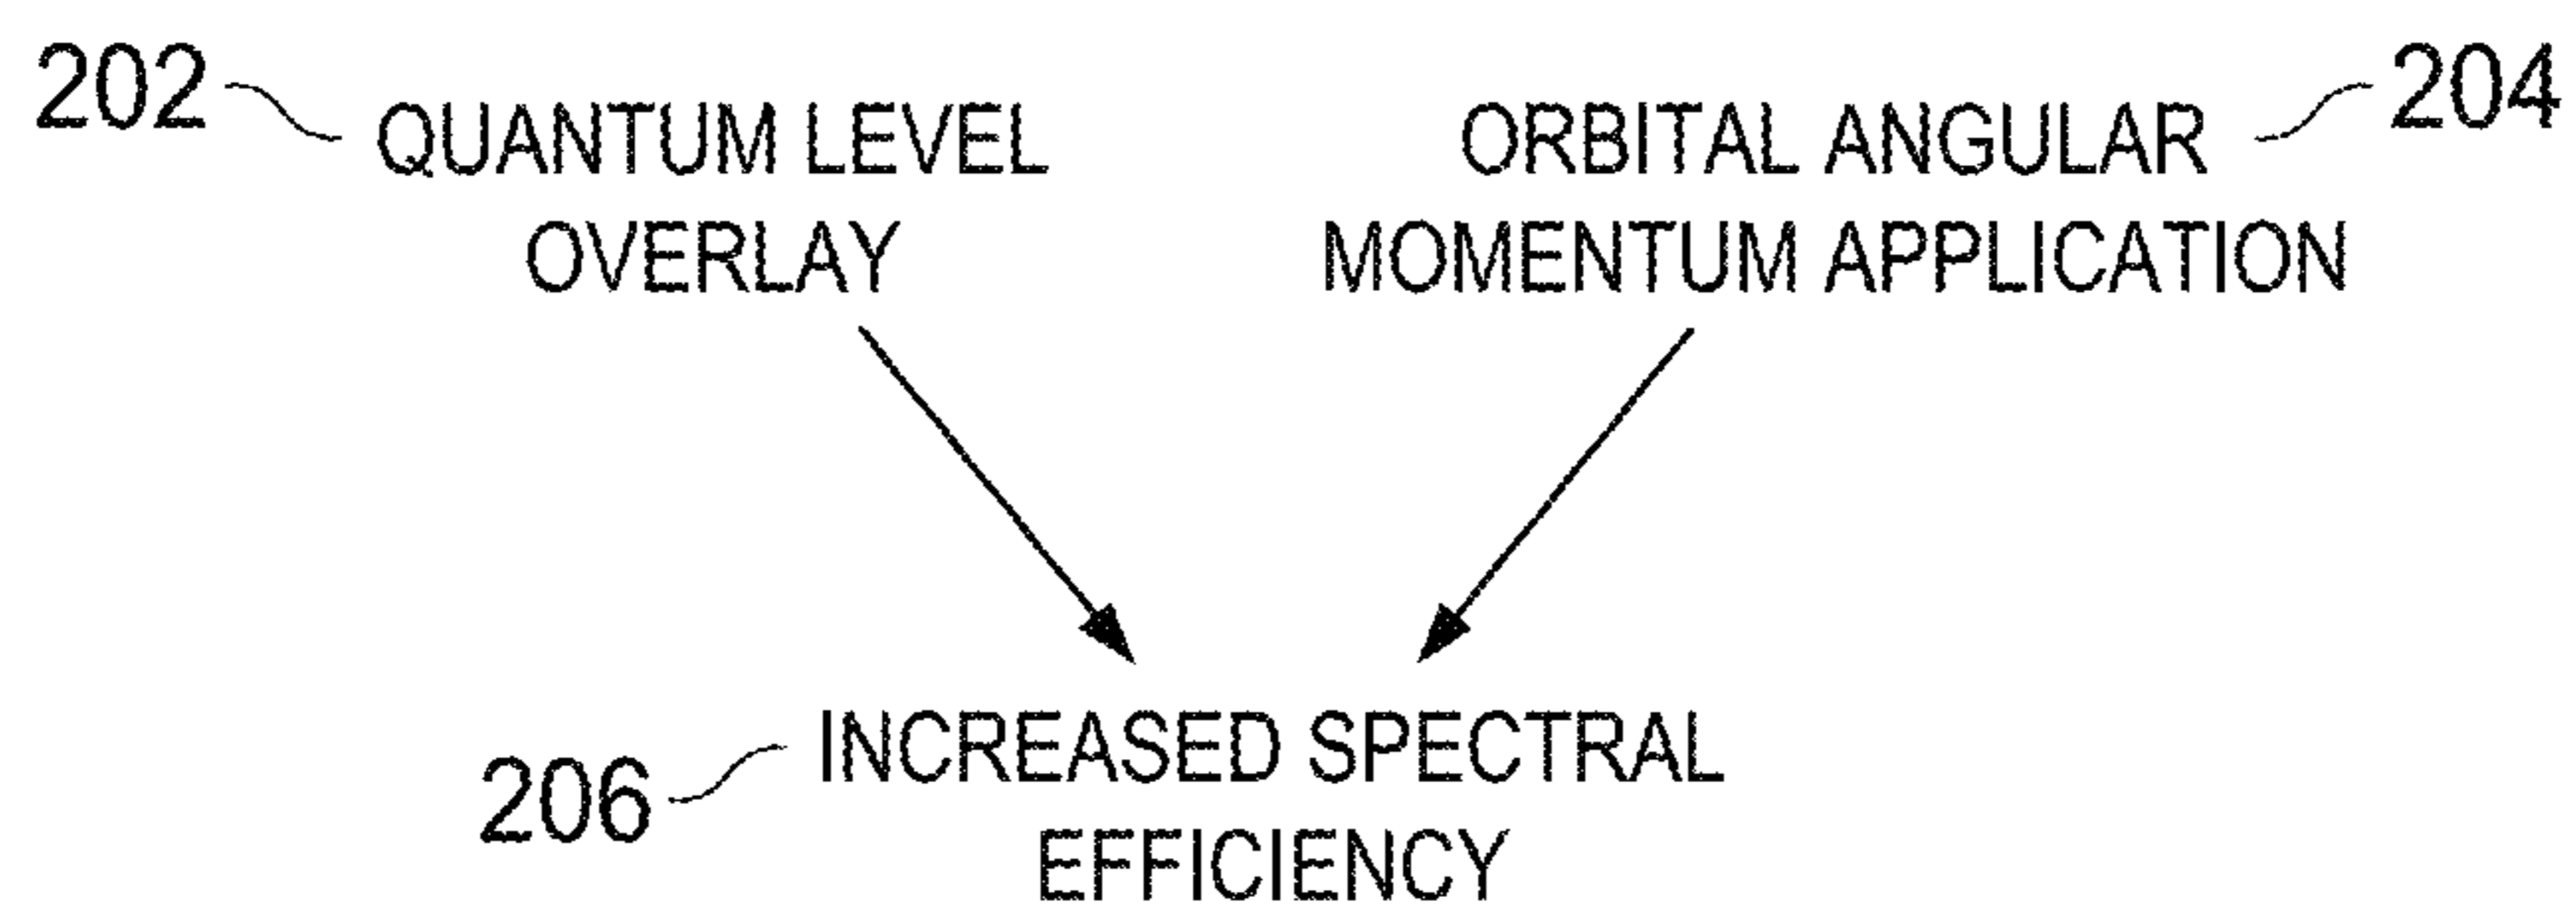 202
QUANTUM LEVEL
OVERLAY
ORBITAL ANGULAR
MOMENTUM APPLICATION
204
206
INCREASED SPECTRAL
EFFICIENCY